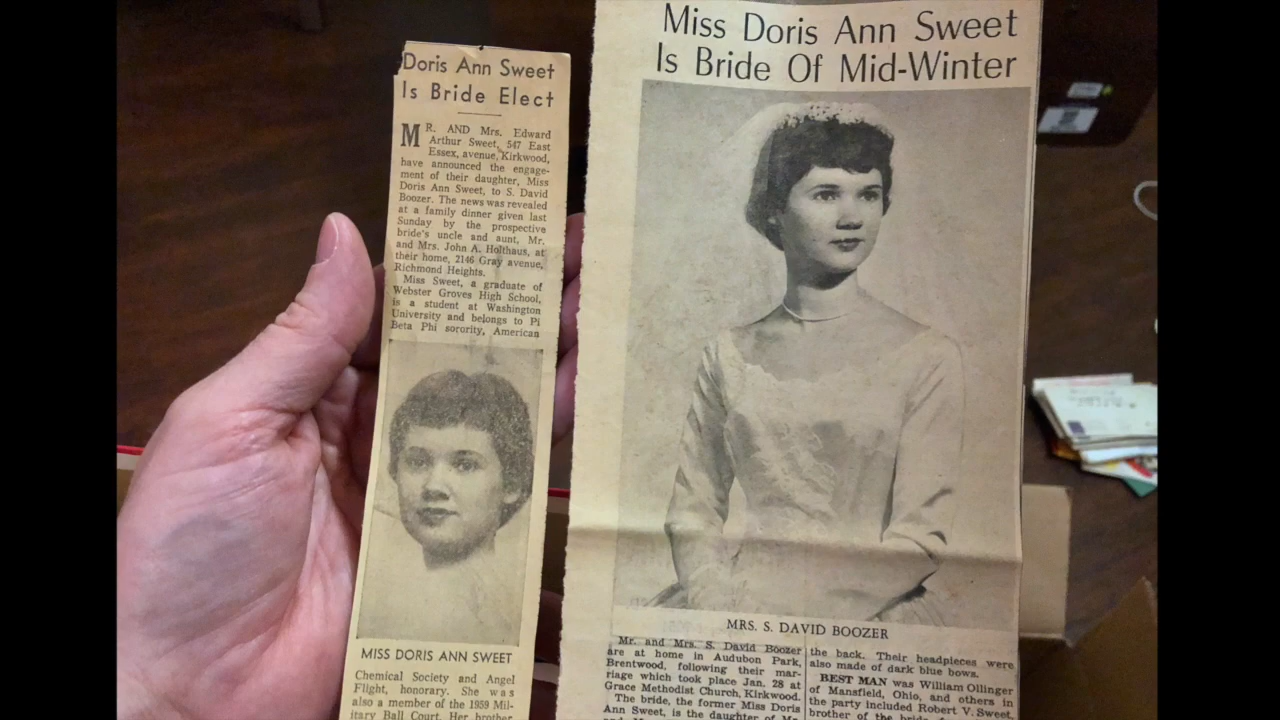 Doris Ann Sweet
Is Bride Elect
MR. AND Mrs. Edward
Arthur Sweet, 547 East
Essex, avenue, Kirkwood,
have announced the engage-
ment of their daughter, Miss
Doris Ann Sweet, to S. David
Boozer. The news was revealed
at a family dinner given last
Sunday by the prospective
bride's uncle and aunt, Mr.
and Mrs. John A. Holthaus, at
their home, 2146 Gray avenue,
Richmond Heights.
Miss Sweet, a graduate of
Webster Groves High School,
is a student at Washington
University and belongs to Pi
Beta Phi sorority, American
MISS DORIS ANN SWEET
Chemical Society and Angel
Flight, honorary. She was
also a member of the 1959 Mil-
itary Ball Court. Her brother
Miss Doris Ann Sweet
Is Bride Of Mid-Winter
MRS. S. DAVID BOOZER
Mr. and Mrs. S. David Boozer
are at home in Audubon Park,
Brentwood, following their mar-
riage which took place Jan. 28 at
Grace Methodist Church, Kirkwood.
The bride, the former Miss Doris
Ann Sweet, is the daughter of Mr.
the back. Their headpieces were
also made of dark blue bows.
BEST MAN was William Ollinger
of Mansfield, Ohio, and others in
the party included Robert V. Sweet,
brother of the bride